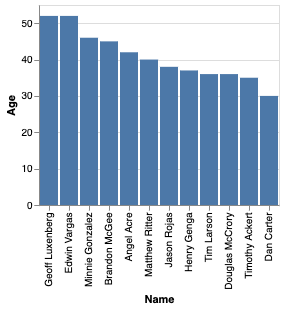 50
40
30
20
10
0
Age
Geoff Luxenberg
Edwin Vargas
Minnie Gonzalez
Brandon McGee
Angel Acre
Matthew Ritter
Jason Rojas
Henry Genga
Tim Larson
Douglas McCrory
Timothy Ackert
Dan Carter
Name